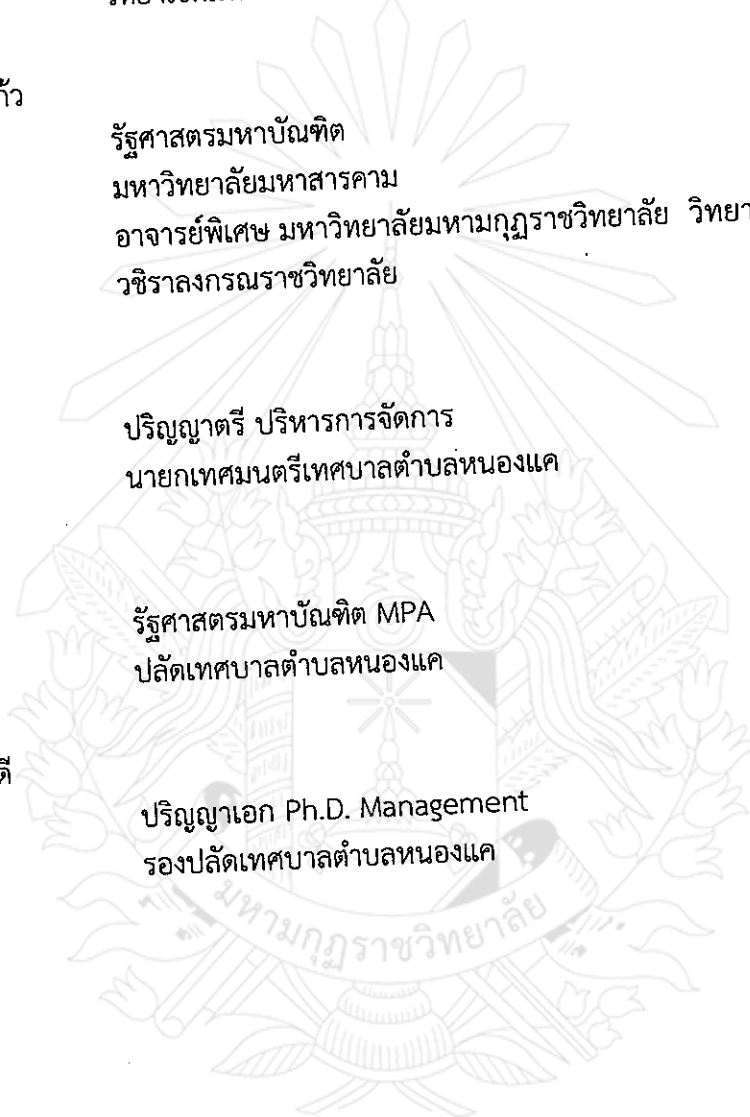 ก้ว
รัฐศาสตรมหาบัณฑิต
มหาวิทยาลัยมหาสารคาม
อาจารย์พิเศษ มหาวิทยาลัยมหามกุฏราชวิทยาลัย วิทยา
วชิราลงกรณราชวิทยาลัย
ปริญญาตรี ปริหารการจัดการ
นายกเทศมนตรีเทศบาลตำบลหนองแค
รัฐศาสตรมหาบัณฑิต MPA
ปลัดเทศบาลตำบลหนองแค
ดี
ปริญญาเอก Ph.D. Management
รองปลัดเทศบาลตำบลหนองแค
มหามกุฏราชวิทยาลัย